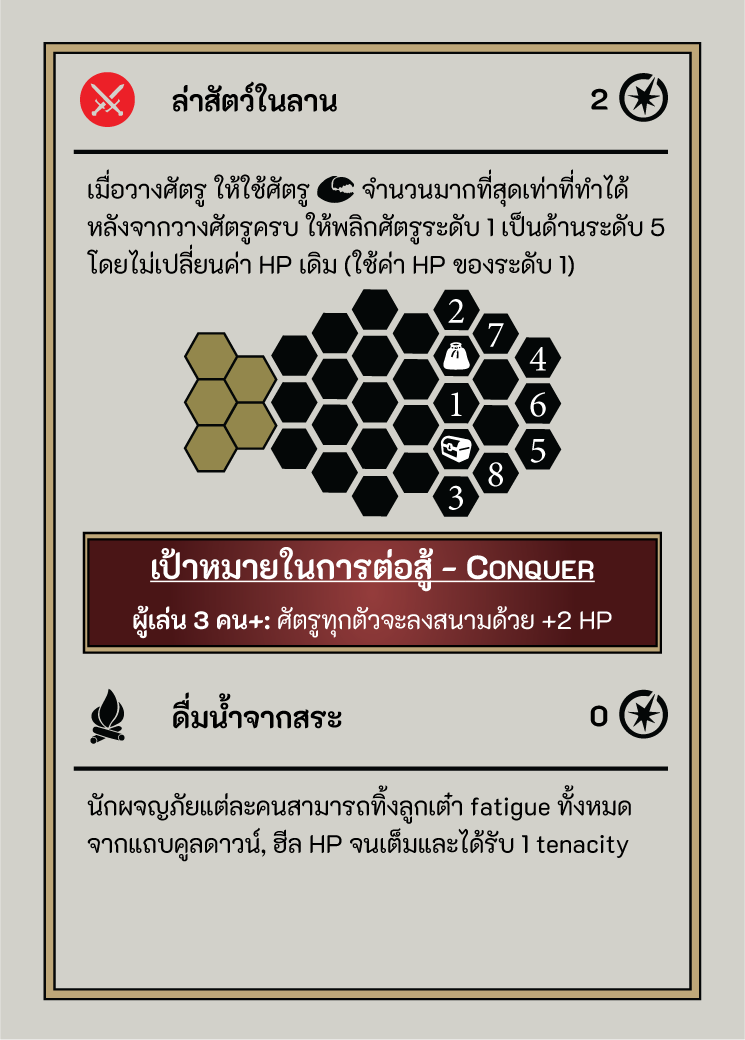 ล่าสัตว์ในลาน 2
เมื่อวางศัตรู ให้ใช้ศัตรู จำนวนมากที่สุดเท่าที่ทำได้
หลังจากวางศัตรูครบ ให้พลิกศัตรูระดับ 1 เป็นด้านระดับ 5
โดยไม่เปลี่ยนค่า HP เดิม (ใช้ค่า HP ของระดับ 1)
2
7
4
1
6
5
8
3
เป้าหมายในการต่อสู้ - CONQUER
ผู้เล่น 3 คน+: ศัตรูทุกตัวจะลงสนามด้วย +2 HP
ดื่มน้ำจากสระ 0
นักผจญภัยแต่ละคนสามารถทิ้งลูกเต๋า fatigue ทั้งหมด
จากแถบคูลดาวน์, ฮีล HP จนเต็มและได้รับ 1 tenacity